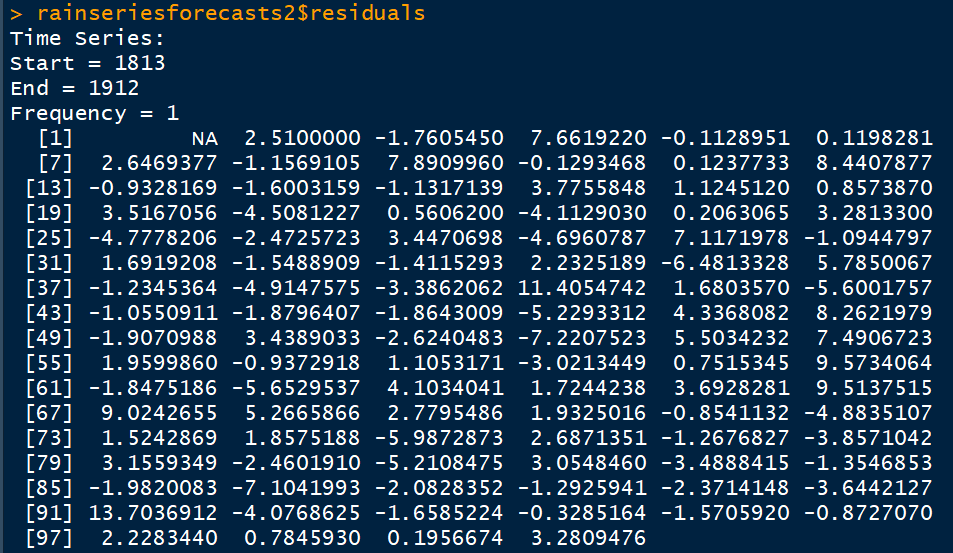 > rainseriesforecasts2$residuals
Time Series:
Start = 1813
End = 1912
Frequency = 1
[1] NA 2.5100000 -1.7605450 7.6619220 -0.1128951 0.1198281
[7] 2.6469377 -1.1569105 7.8909960 -0.1293468 0.1237733 8.4407877
[13] -0.9328169 -1.6003159 -1.1317139 3.7755848 1.1245120 0.8573870
[19] 3.5167056 -4.5081227 0.5606200 -4.1129030 0.2063065 3.2813300
[25] -4.7778206 -2.4725723 3.4470698 -4.6960787 7.1171978 -1.0944797
[31] 1.6919208 -1.5488909 -1.4115293 2.2325189 -6.4813328 5.7850067
[37] -1.2345364 -4.9147575 -3.3862062 11.4054742 1.6803570 -5.6001757
[43] -1.0550911 -1.8796407 -1.8643009 -5.2293312 4.3368082 8.2621979
[49] -1.9070988 3.4389033 -2.6240483 -7.2207523 5.5034232 7.4906723
[55] 1.9599860 -0.9372918 1.1053171 -3.0213449 0.7515345 9.5734064
[61] -1.8475186 -5.6529537 4.1034041 1.7244238 3.6928281 9.5137515
[67] 9.0242655 5.2665866 2.7795486 1.9325016 -0.8541132 -4.8835107
[73] 1.5242869 1.8575188 -5.9872873 2.6871351 -1.2676827 -3.8571042
[79] 3.1559349 -2.4601910 -5.2108475 3.0548460 -3.4888415 -1.3546853
[85] -1.9820083 -7.1041993 -2.0828352 -1.2925941 -2.3714148 -3.6442127
[91] 13.7036912 -4.0768625 -1.6585224 -0.3285164 -1.5705920 -0.8727070
[97] 2.2283440 0.7845930 0.1956674 3.2809476